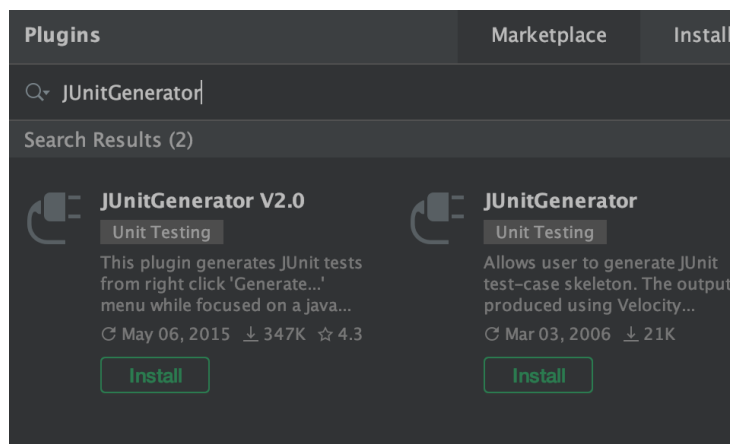 Plugins
Marketplace
Install
JUnitGenerator
Search Results (2)
JUnitGenerator V2.0
Unit Testing
This plugin generates JUnit tests
from right click 'Generate...'
menu while focused on a java...
May 06, 2015 347K 4.3
Install
JUnitGenerator
Unit Testing
Allows user to generate JUnit
test-case skeleton. The output
produced using Velocity...
Mar 03, 2006 21K
Install